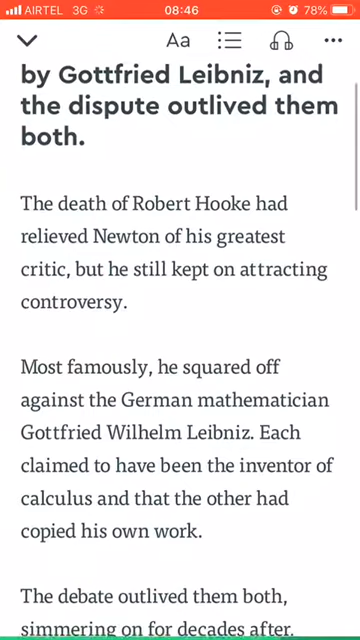 AIRTEL 3G 08:46 78%
Aa
by Gottfried Leibniz, and
the dispute outlived them
both.
The death of Robert Hooke had
relieved Newton of his greatest
critic, but he still kept on attracting
controversy.
Most famously, he squared off
against the German mathematician
Gottfried Wilhelm Leibniz. Each
claimed to have been the inventor of
calculus and that the other had
copied his own work.
The debate outlived them both,
simmering on for decades after.